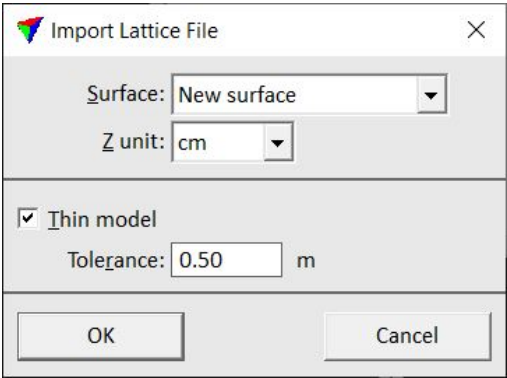 Import Lattice File
Surface: New surface
Z unit: cm
Thin model
Tolerance: 0.50 m
OK Cancel